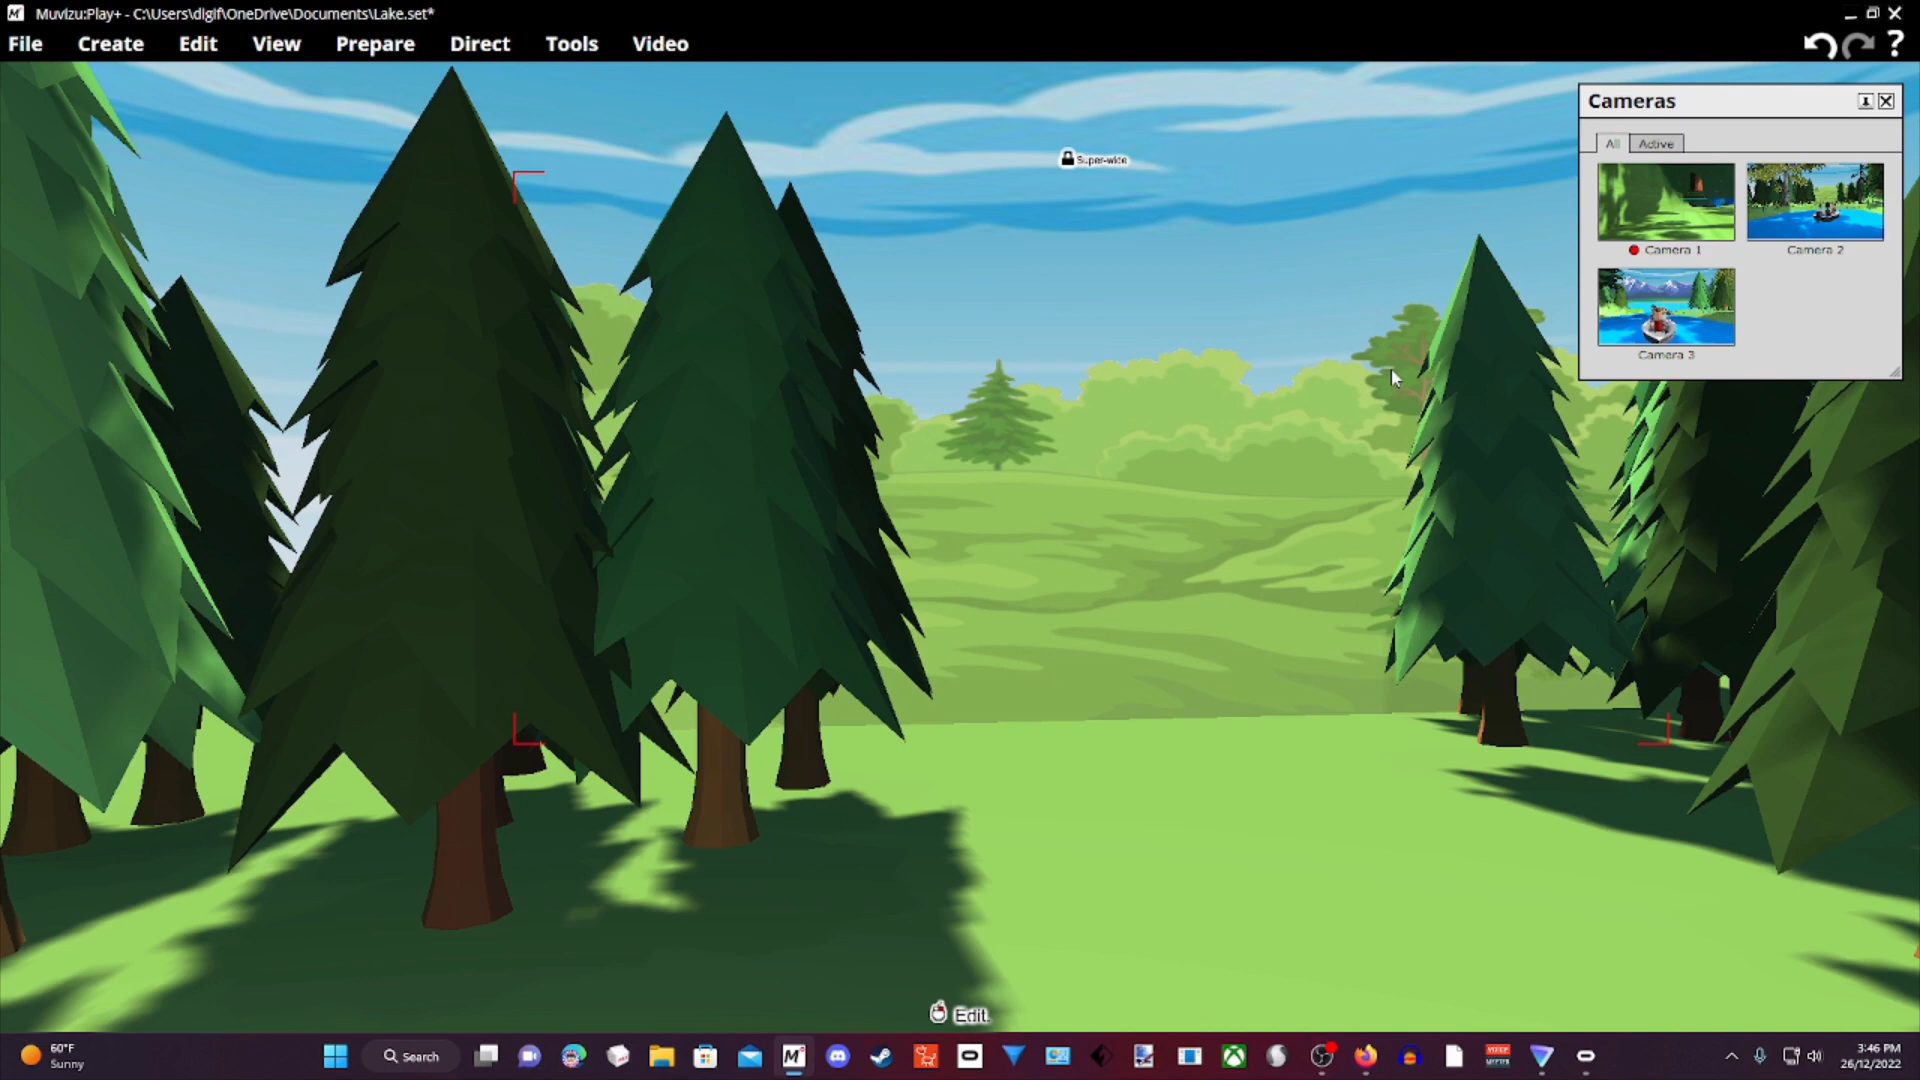 Muvizu:Play+ - C:\Users\digif\OneDrive\Documents\Lake.set*
File Create Edit View Prepare Direct Tools Video
?
Cameras
All Active
Super-wide
Camera 1 Camera 2
Camera 3
Edit.
60°F
Sunny
Search
3:46 PM
26/12/2022